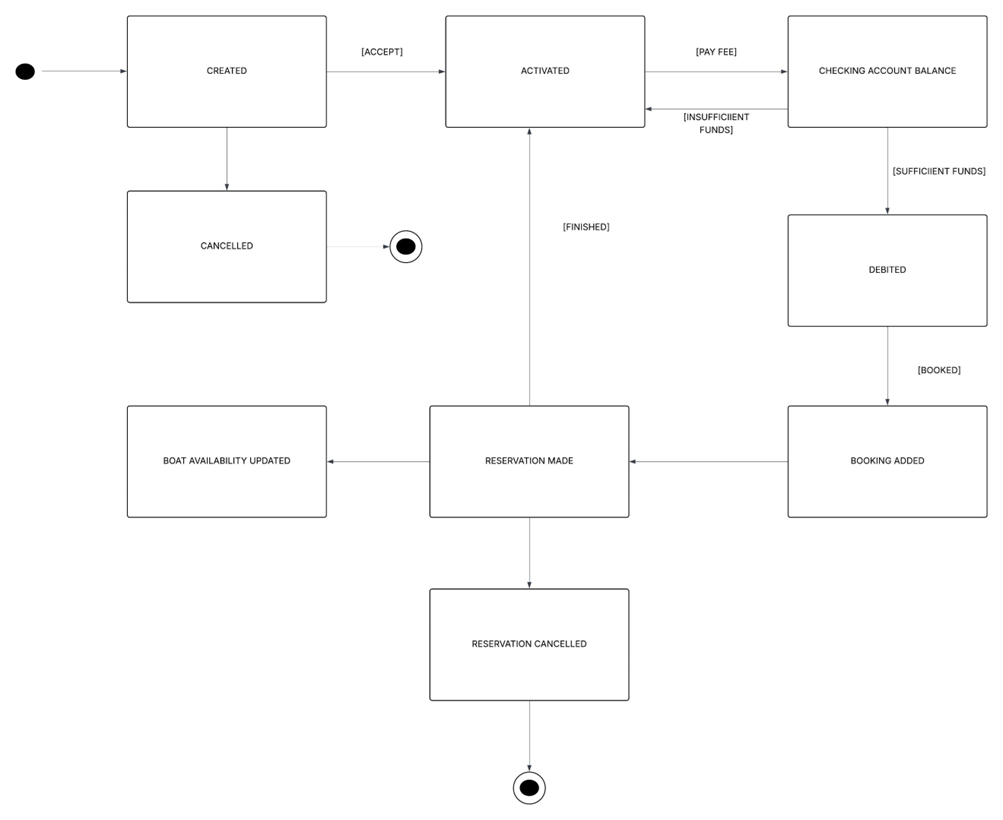 [ACCEPT]
[PAY FEE]
CREATED
ACTIVATED
CHECKING ACCOUNT BALANCE
[INSUFFICIIENT
FUNDS]
[SUFFICIIENT FUNDS]
[FINISHED]
CANCELLED
DEBITED
[BOOKED]
BOAT AVAILABILITY UPDATED
RESERVATION MADE
BOOKING ADDED
RESERVATION CANCELLED